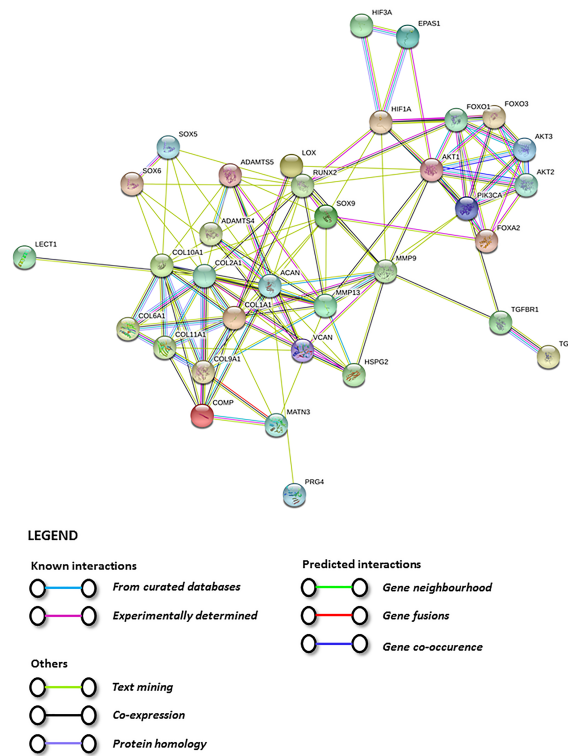 HIF3A
EPAS1
HIF1A
FOXO1
FOXO3
AKT3
AKT1
AKT2
PIK3CA
FOXA2
SOX5
SOX6
ADAMTS5
LOX
RUNX2
SOX9
ADAMTS4
LECT1
COL10A1
COL2A1
ACAN
MMP9
MMP13
COL1A1
COL6A1
COL11A1
VCAN
COL9A1
HSPG2
TGFBR1
TG
COMP
MATN3
PRG4
LEGEND
Known interactions
From curated databases
Experimentally determined
Predicted interactions
Gene neighbourhood
Gene fusions
Gene co-occurence
Others
Text mining
Co-expression
Protein homology